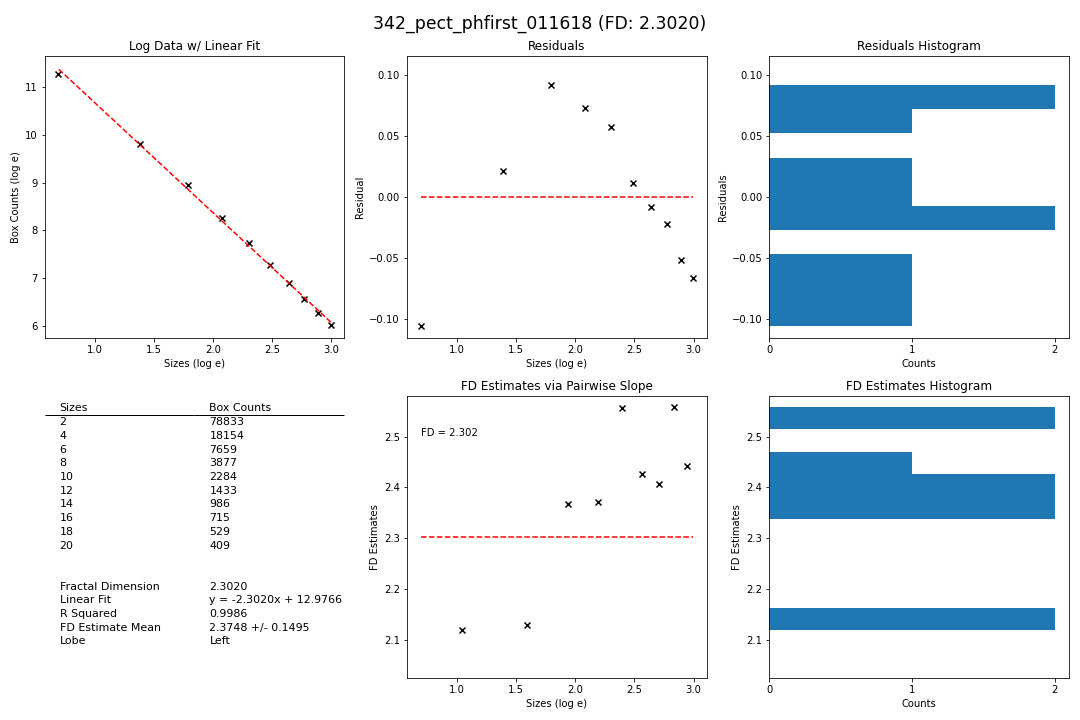 342_pect_phfirst_011618 (FD: 2.3020)
Log Data w/ Linear Fit
Box Counts (log e)
11
10
9
8
7
6
1.0 1.5 2.0 2.5 3.0
Sizes (log e)
Residuals
Residual
0.10
0.05
0.00
−0.05
−0.10
1.0 1.5 2.0 2.5 3.0
Sizes (log e)
Residuals Histogram
Residuals
0.10
0.05
0.00
−0.05
−0.10
0 1 2
Counts
Sizes Box Counts
2 78833
4 18154
6 7659
8 3877
10 2284
12 1433
14 986
16 715
18 529
20 409
Fractal Dimension 2.3020
Linear Fit y = -2.3020x + 12.9766
R Squared 0.9986
FD Estimate Mean 2.3748 +/- 0.1495
Lobe Left
FD Estimates via Pairwise Slope
FD Estimates
2.5
2.4
2.3
2.2
2.1
FD = 2.302
1.0 1.5 2.0 2.5 3.0
Sizes (log e)
FD Estimates Histogram
FD Estimates
2.5
2.4
2.3
2.2
2.1
0 1 2
Counts